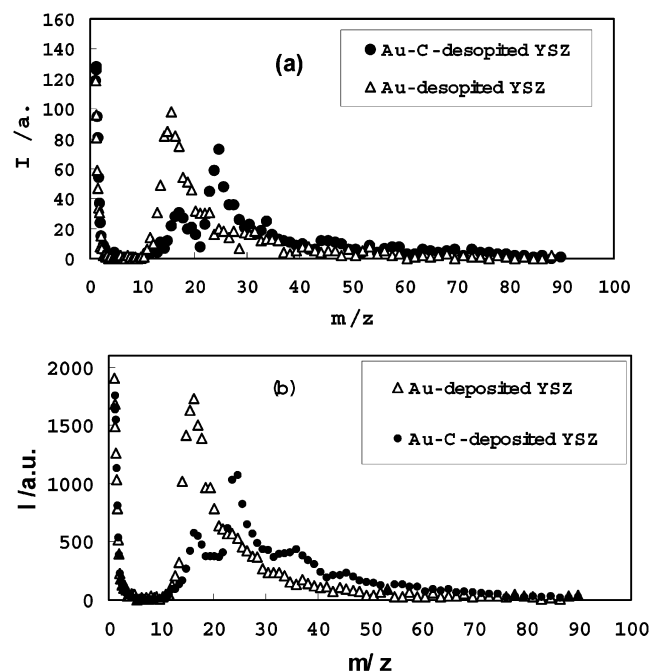 160
140
120
100
80
60
40
20
0
I /a.
(a)
Au-C-desopited YSZ
Au-desopited YSZ
0 10 20 30 40 50 60 70 80 90 100
m/z
2000
1500
1000
500
0
I/a.u.
(b)
Au-deposited YSZ
Au-C-deposited YSZ
0 10 20 30 40 50 60 70 80 90 100
m/z